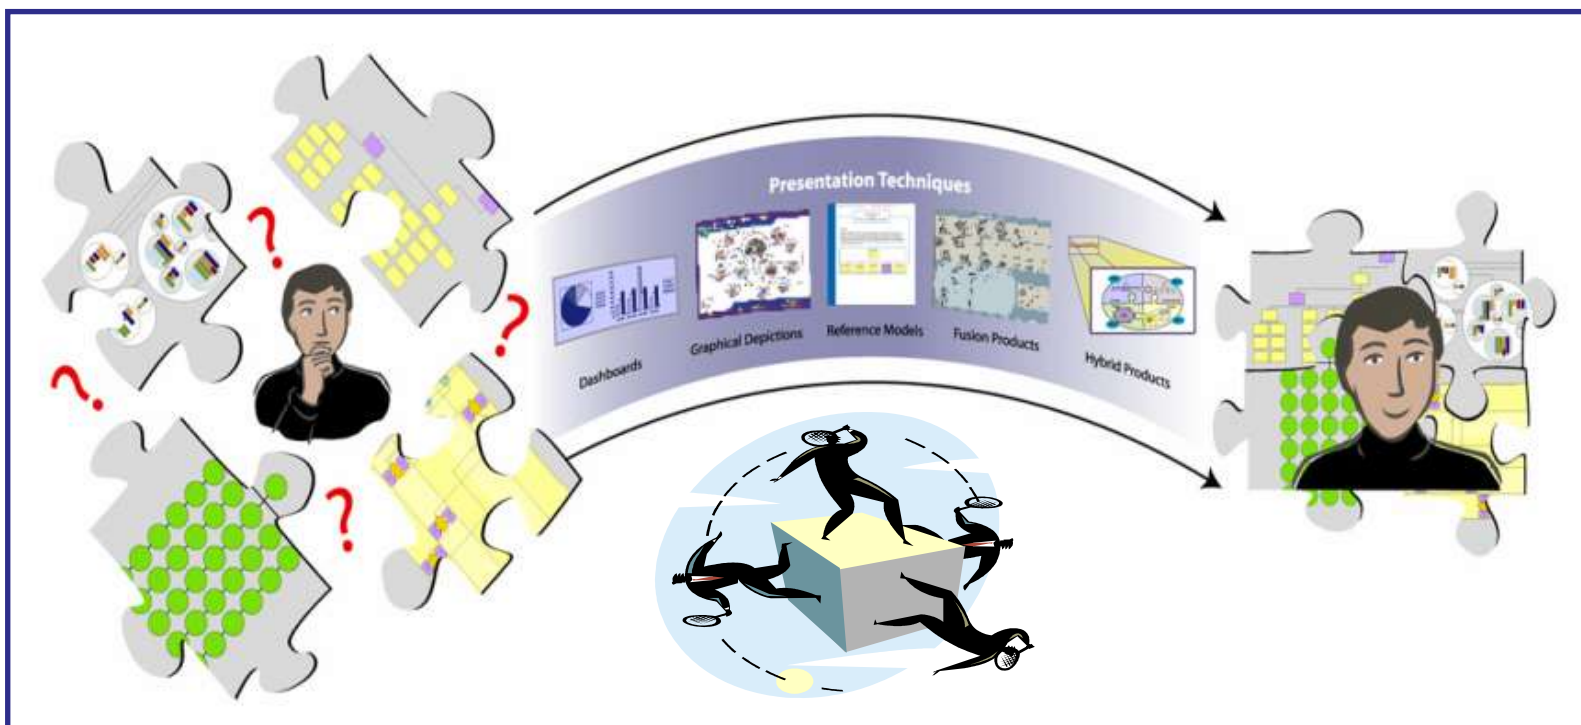 ?
?
?
?
Presentation Techniques
Dashboards
Graphical Depictions
Reference Models
Fusion Products
Hybrid Products